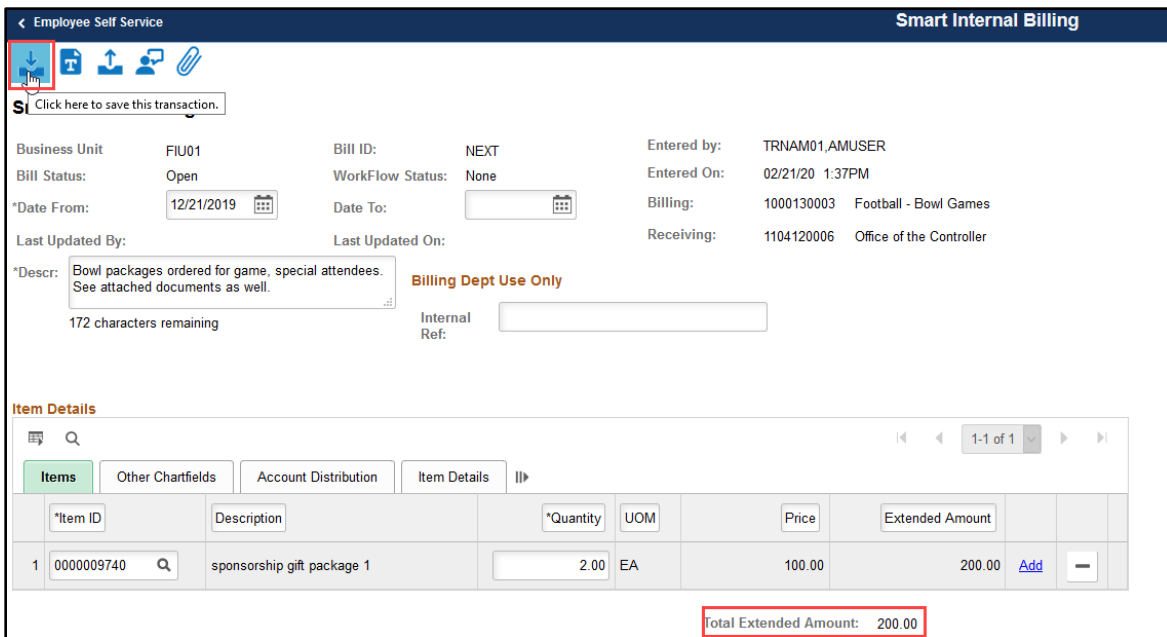 Employee Self Service
Smart Internal Billing
Click here to save this transaction.
Business Unit FIU01 Bill ID: NEXT Entered by: TRNAM01,AMUSER
Bill Status: Open WorkFlow Status: None Entered On: 02/21/20 1:37PM
*Date From: 12/21/2019 Date To: Billing: 1000130003 Football - Bowl Games
Last Updated By: Last Updated On: Receiving: 1104120006 Office of the Controller
*Descr: Bowl packages ordered for game, special attendees.
See attached documents as well.
172 characters remaining
Billing Dept Use Only
Internal
Ref:
Item Details
1-1 of 1
Items Other Chartfields Account Distribution Item Details
*Item ID Description *Quantity UOM Price Extended Amount
1 0000009740 sponsorship gift package 1 2.00 EA 100.00 200.00 Add
Total Extended Amount: 200.00